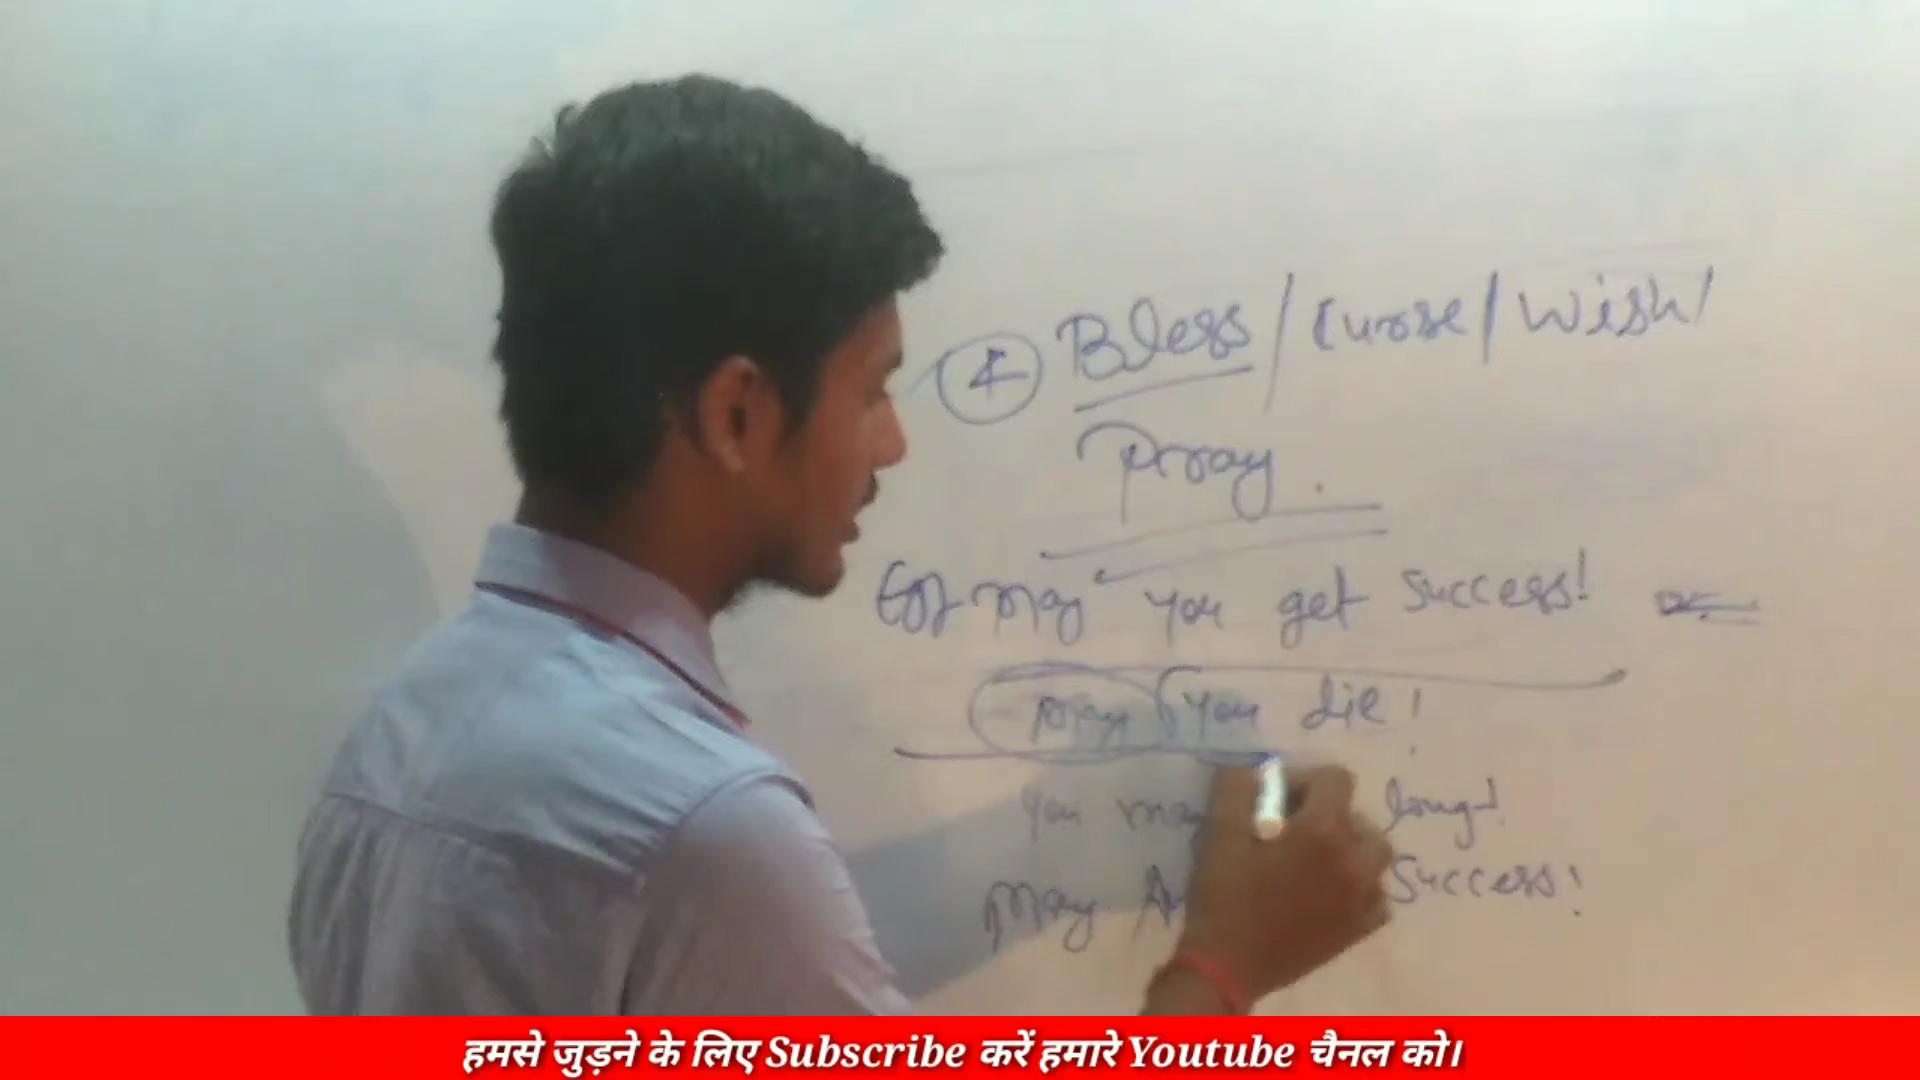 ④ Bless / Curse / Wish /
Pray.
may you get success!
may you die!
you may long!
May success!
हमसे जुड़ने के लिए Subscribe करें हमारे Youtube चैनल को।